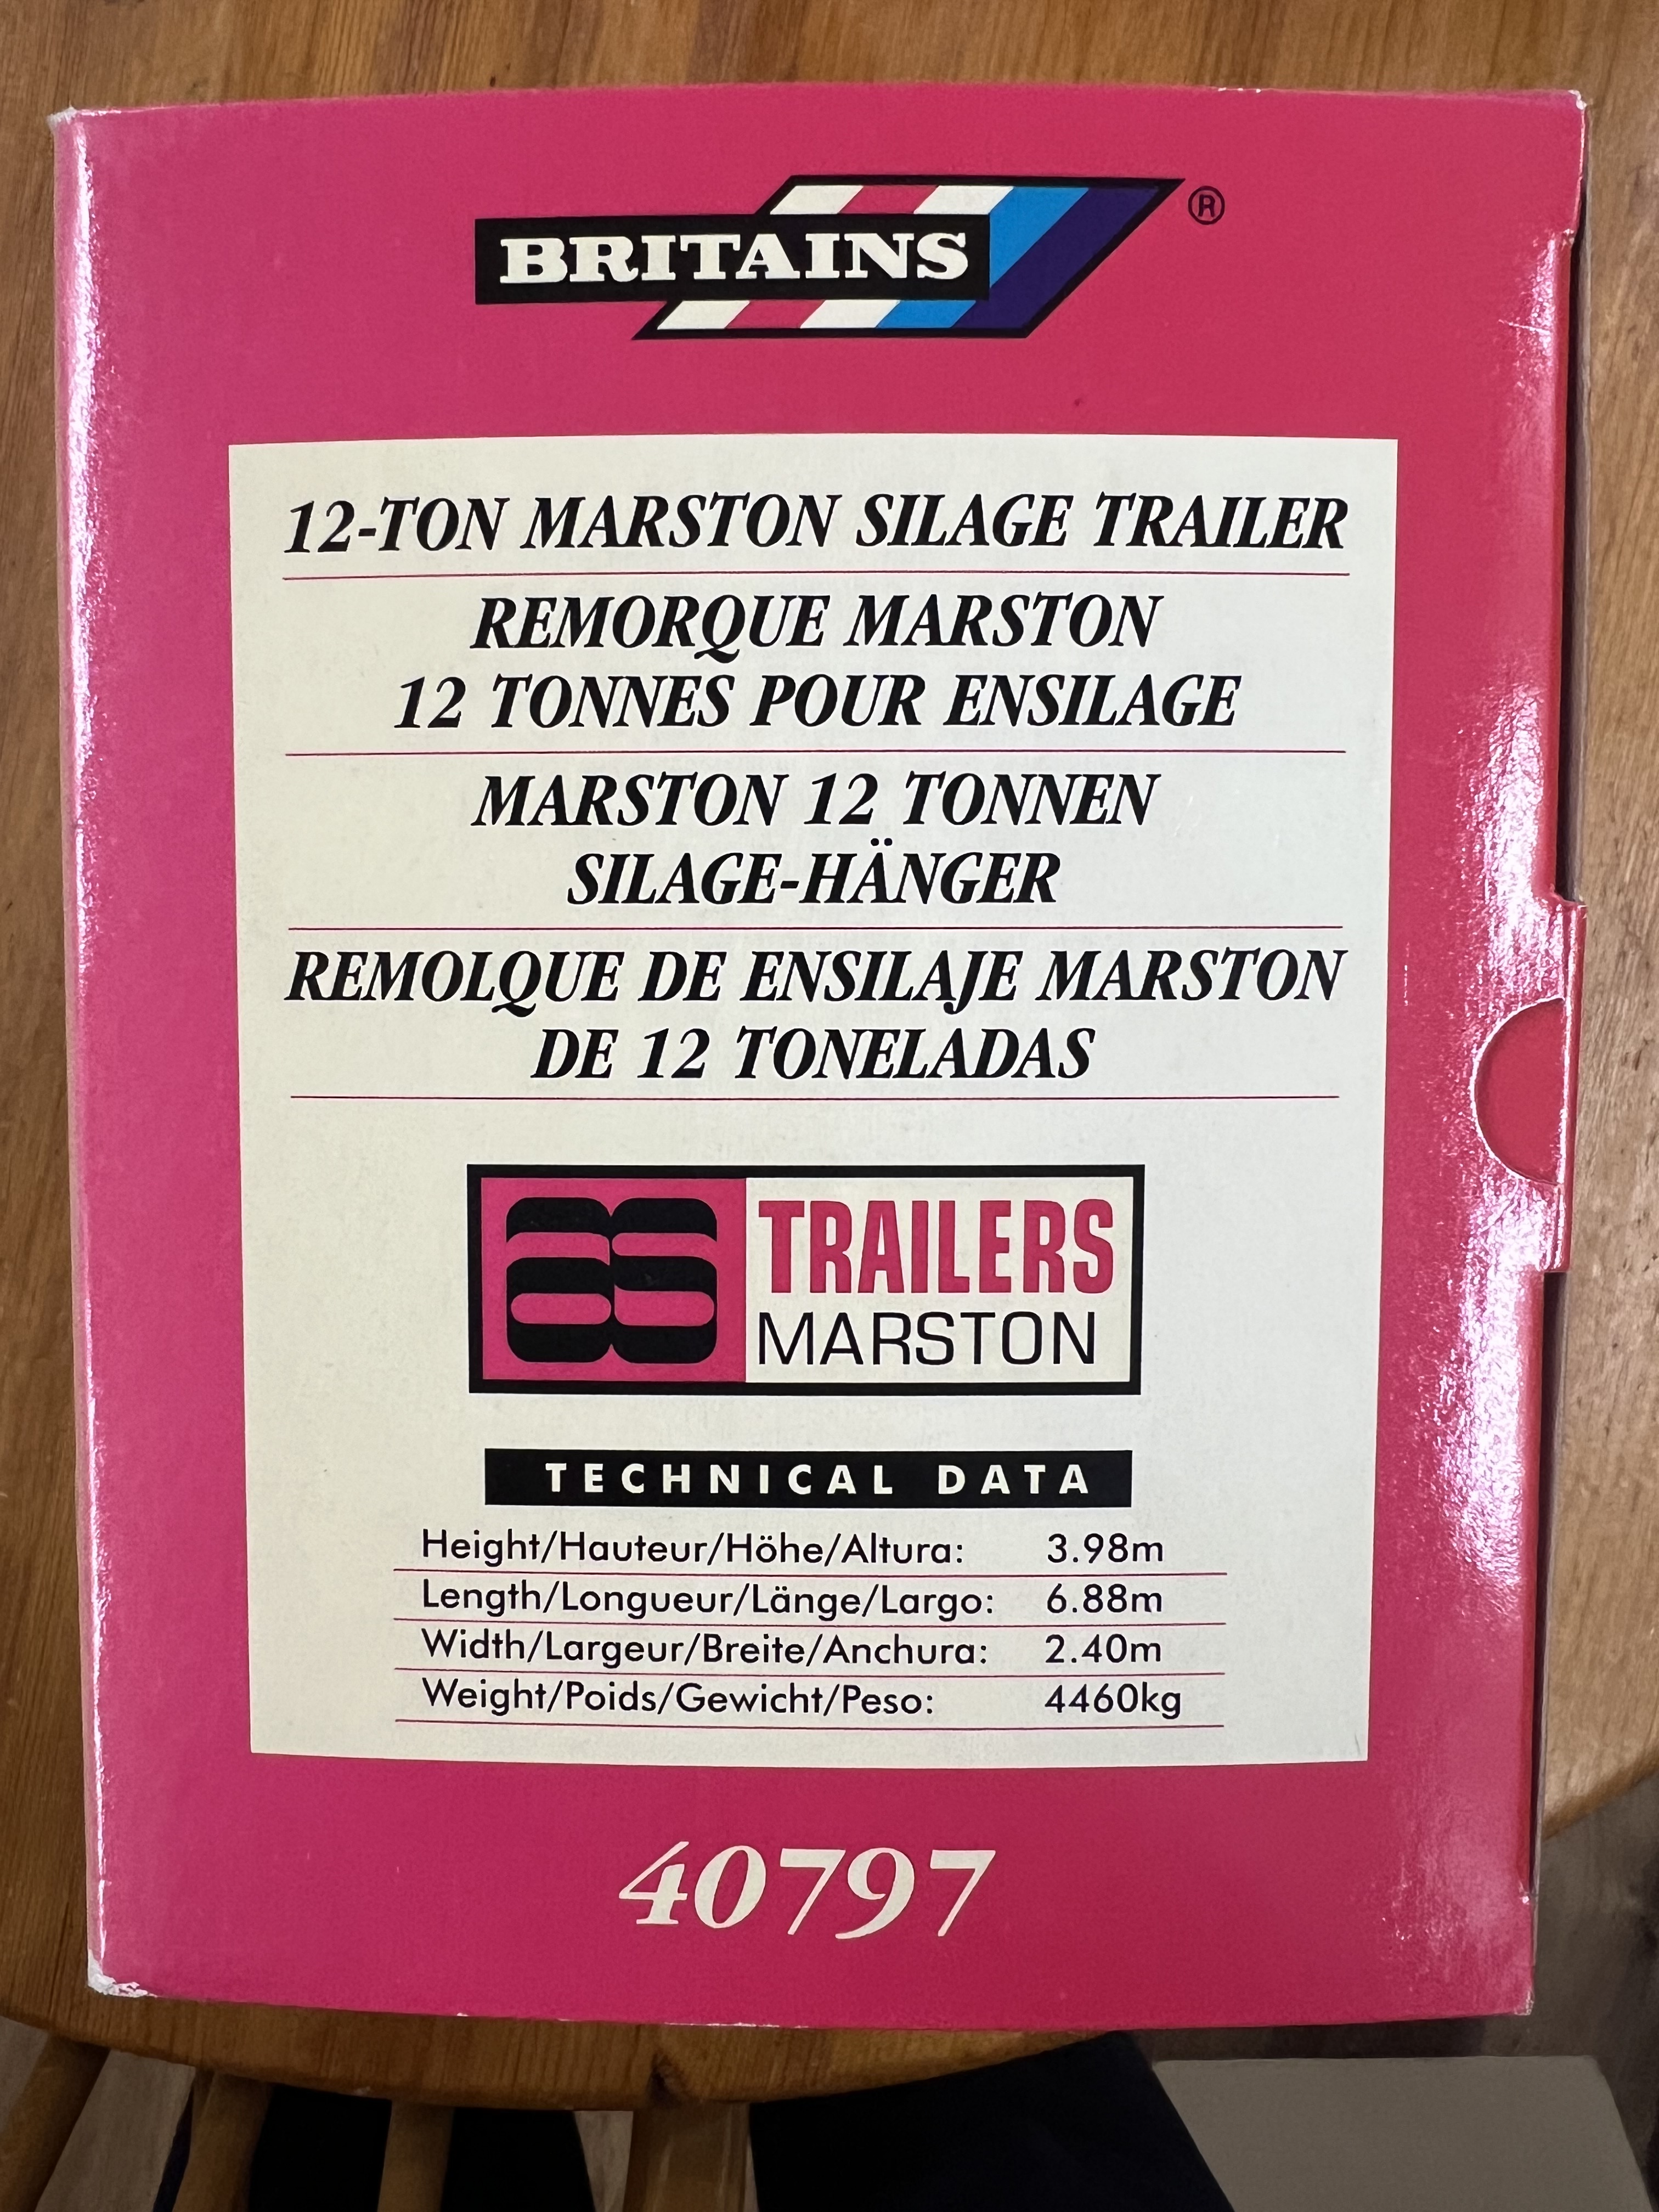 BRITAINS ®
12-TON MARSTON SILAGE TRAILER
REMORQUE MARSTON
12 TONNES POUR ENSILAGE
MARSTON 12 TONNEN
SILAGE-HÄNGER
REMOLQUE DE ENSILAJE MARSTON
DE 12 TONELADAS
TRAILERS
MARSTON
TECHNICAL DATA
Height/Hauteur/Höhe/Altura: 3.98m
Length/Longueur/Länge/Largo: 6.88m
Width/Largeur/Breite/Anchura: 2.40m
Weight/Poids/Gewicht/Peso: 4460kg
40797